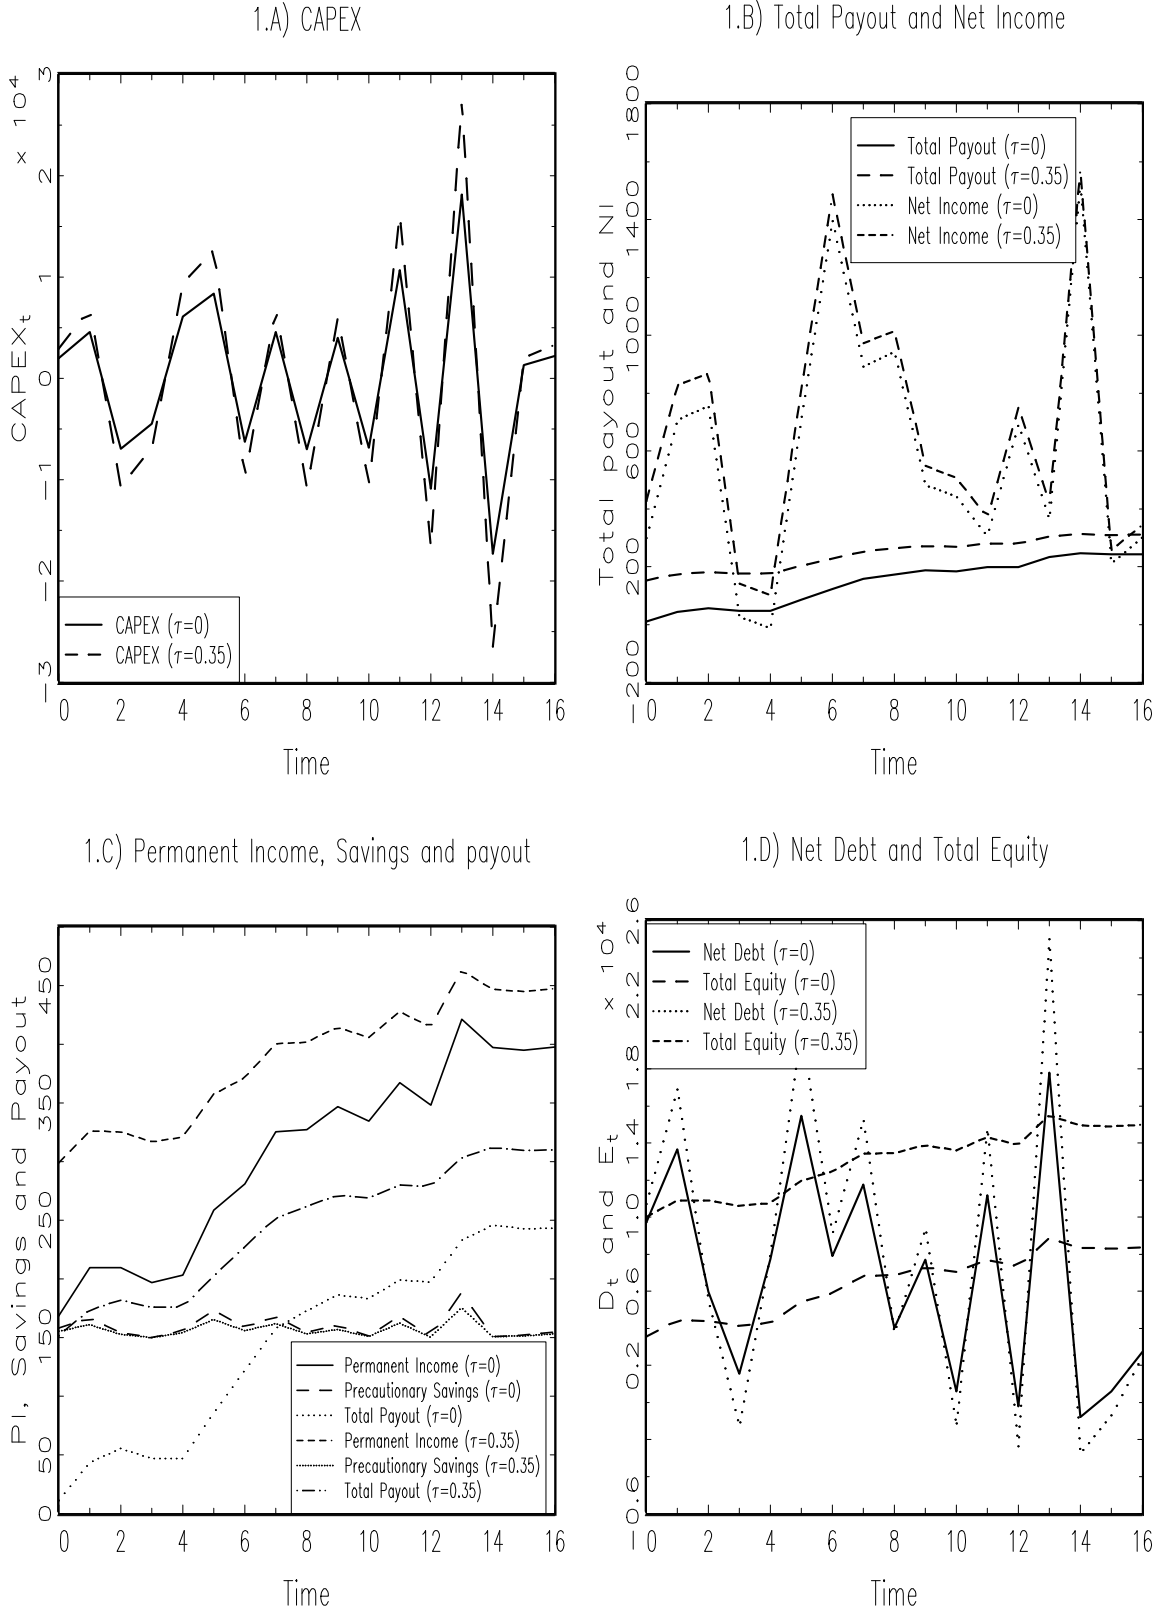 1.A) CAPEX
CAPEX_t × 10^4
3
2
1
0
−1
−2
−3
CAPEX (τ=0)
CAPEX (τ=0.35)
0 2 4 6 8 10 12 14 16
Time
1.B) Total Payout and Net Income
Total payout and NI
1800
1400
1000
600
200
−200
Total Payout (τ=0)
Total Payout (τ=0.35)
Net Income (τ=0)
Net Income (τ=0.35)
0 2 4 6 8 10 12 14 16
Time
1.C) Permanent Income, Savings and payout
PI, Savings and Payout
450
350
250
150
50
0
Permanent Income (τ=0)
Precautionary Savings (τ=0)
Total Payout (τ=0)
Permanent Income (τ=0.35)
Precautionary Savings (τ=0.35)
Total Payout (τ=0.35)
0 2 4 6 8 10 12 14 16
Time
1.D) Net Debt and Total Equity
D_t and E_t × 10^4
2.6
2.2
1.8
1.4
1.0
0.6
0.2
−0.6
Net Debt (τ=0)
Total Equity (τ=0)
Net Debt (τ=0.35)
Total Equity (τ=0.35)
0 2 4 6 8 10 12 14 16
Time